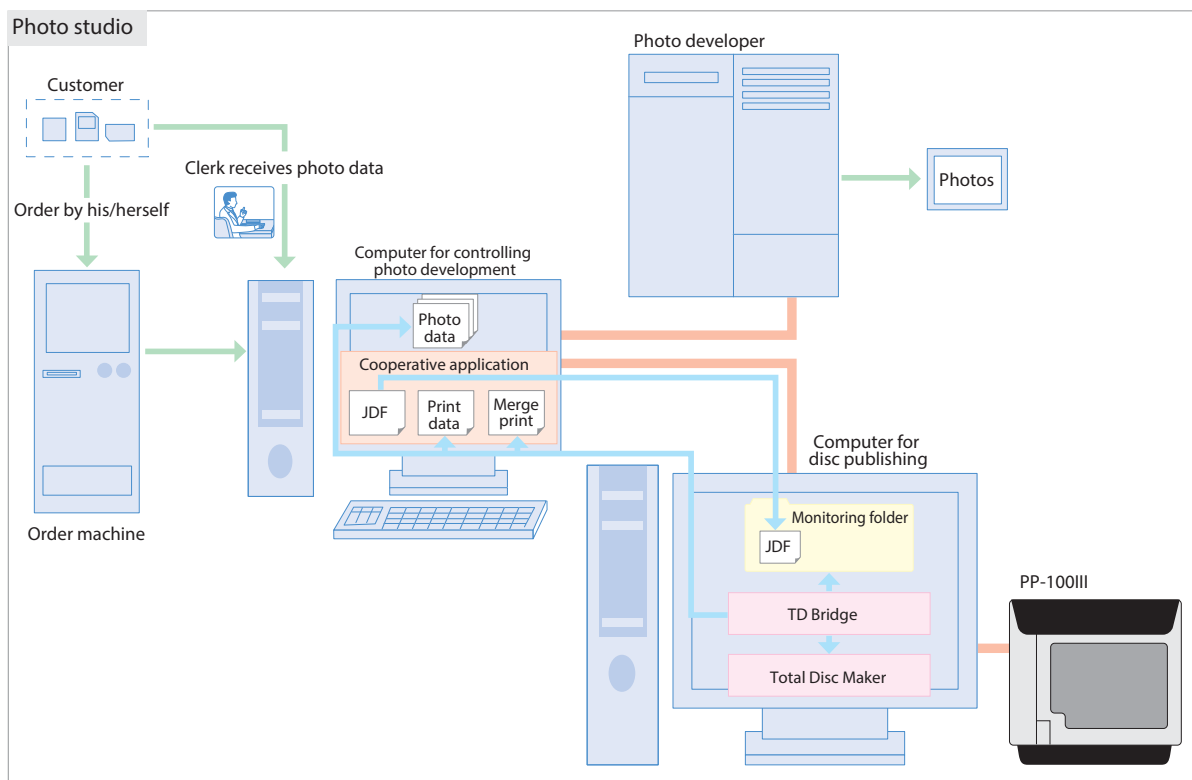 Photo studio
Photo developer
Customer
Clerk receives photo data
Photos
Order by his/herself
Computer for controlling
photo development
Photo
data
Cooperative application
JDF
Print
data
Merge
print
Computer for
disc publishing
Monitoring folder
Order machine
JDF
PP-100III
TD Bridge
Total Disc Maker